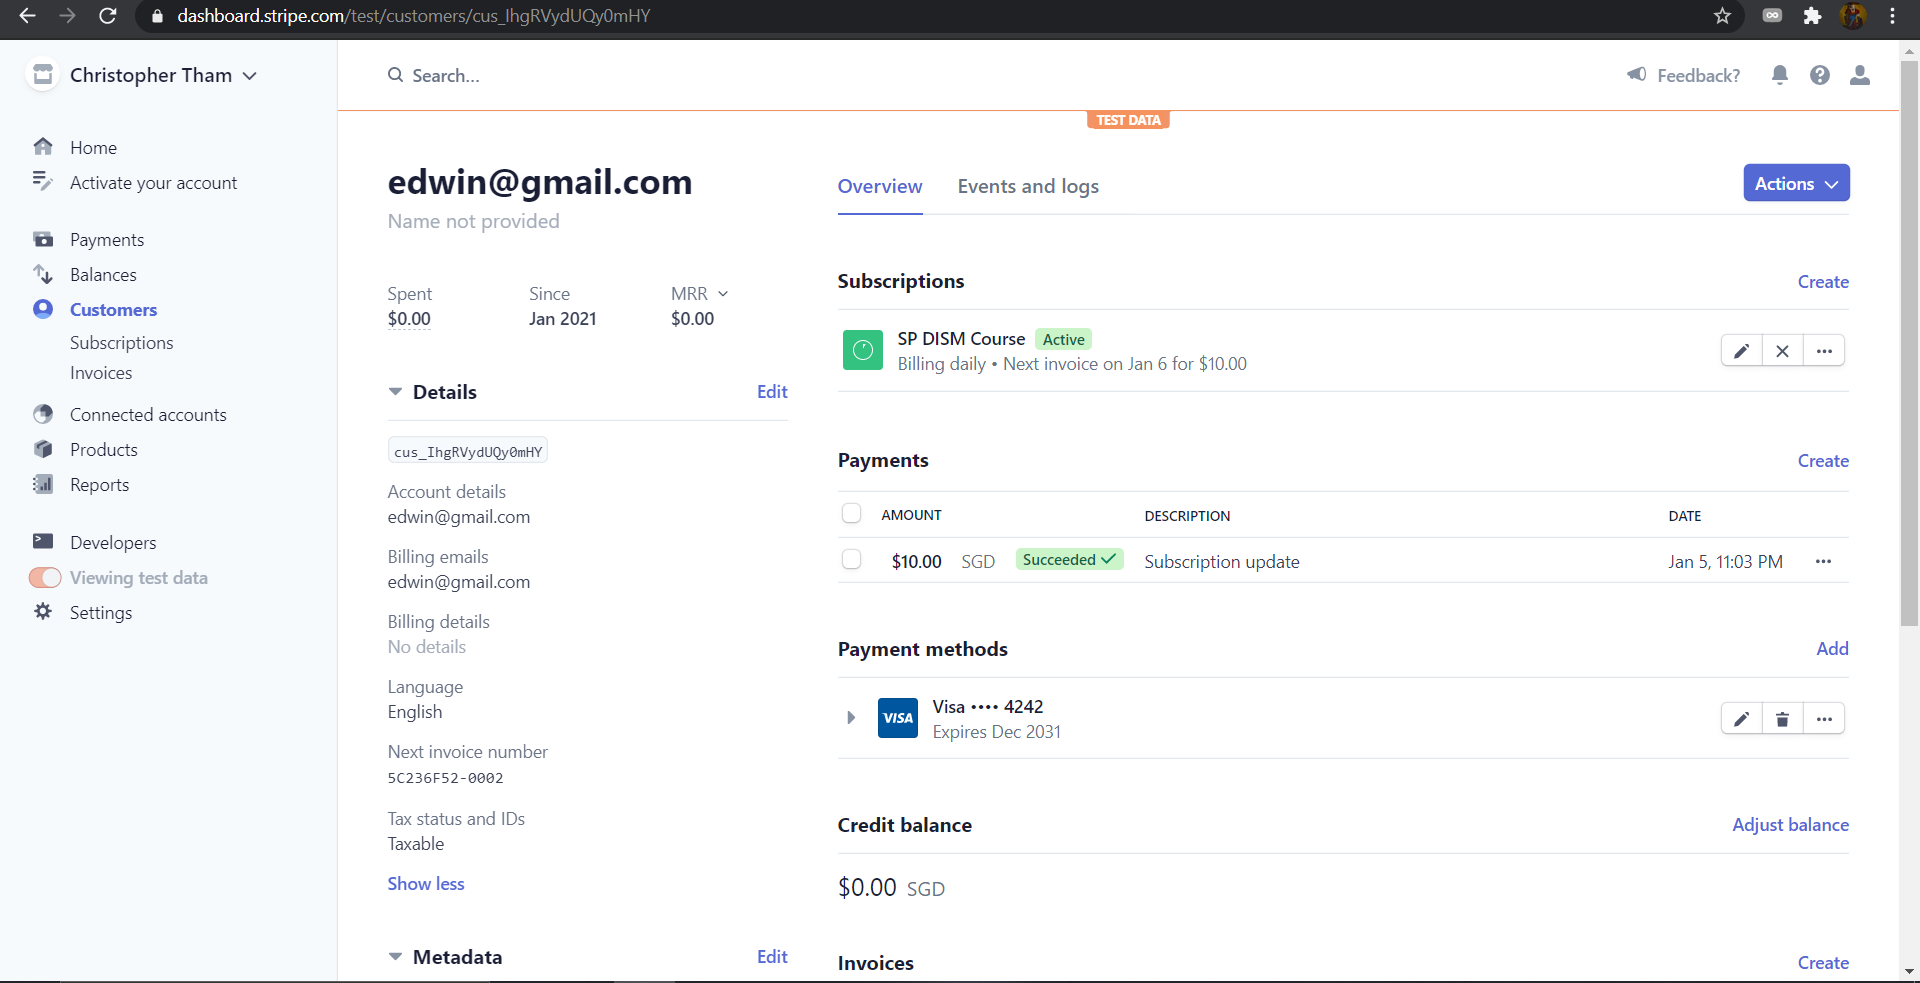 dashboard.stripe.com/test/customers/cus_IhgRVydUQy0mHY
Christopher Tham
Search...
Feedback?
TEST DATA
Home
Activate your account
Payments
Balances
Customers
Subscriptions
Invoices
Connected accounts
Products
Reports
Developers
Viewing test data
Settings
edwin@gmail.com
Name not provided
Spent
$0.00
Since
Jan 2021
MRR
$0.00
Details
Edit
cus_IhgRVydUQy0mHY
Account details
edwin@gmail.com
Billing emails
edwin@gmail.com
Billing details
No details
Language
English
Next invoice number
5C236F52-0002
Tax status and IDs
Taxable
Show less
Metadata
Edit
Overview
Events and logs
Actions
Subscriptions
Create
SP DISM Course Active
Billing daily • Next invoice on Jan 6 for $10.00
Payments
Create
AMOUNT DESCRIPTION DATE
$10.00 SGD Succeeded Subscription update Jan 5, 11:03 PM
Payment methods
Add
VISA
Visa •••• 4242
Expires Dec 2031
Credit balance
Adjust balance
$0.00 SGD
Invoices
Create